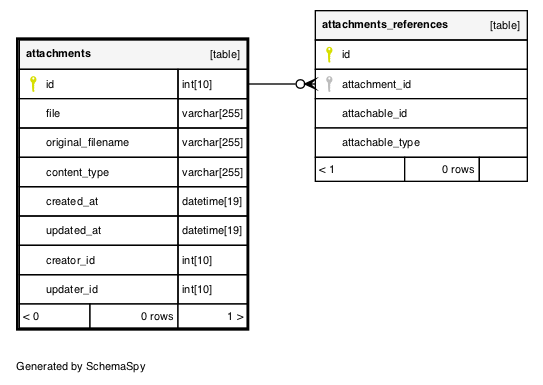 attachments [table]
id int[10]
file varchar[255]
original_filename varchar[255]
content_type varchar[255]
created_at datetime[19]
updated_at datetime[19]
creator_id int[10]
updater_id int[10]
< 0 0 rows 1 >
attachments_references [table]
id
attachment_id
attachable_id
attachable_type
< 1 0 rows
Generated by SchemaSpy